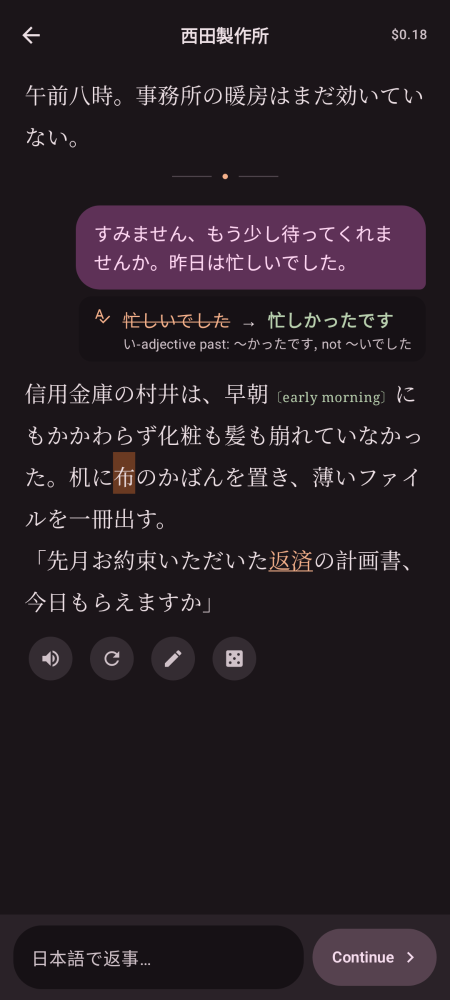 西田製作所
$0.18
午前八時。事務所の暖房はまだ効いてい
ない。
すみません、もう少し待ってくれま
せんか。昨日は忙しいでした。
忙しいでした → 忙しかったです
い-adjective past: 〜かったです, not 〜いでした
信用金庫の村井は、早朝［early morning］に
もかかわらず化粧も髪も崩れていなかっ
た。机に布のかばんを置き、薄いファイ
ルを一冊出す。
「先月お約束いただいた返済の計画書、
今日もらえますか」
日本語で返事…
Continue